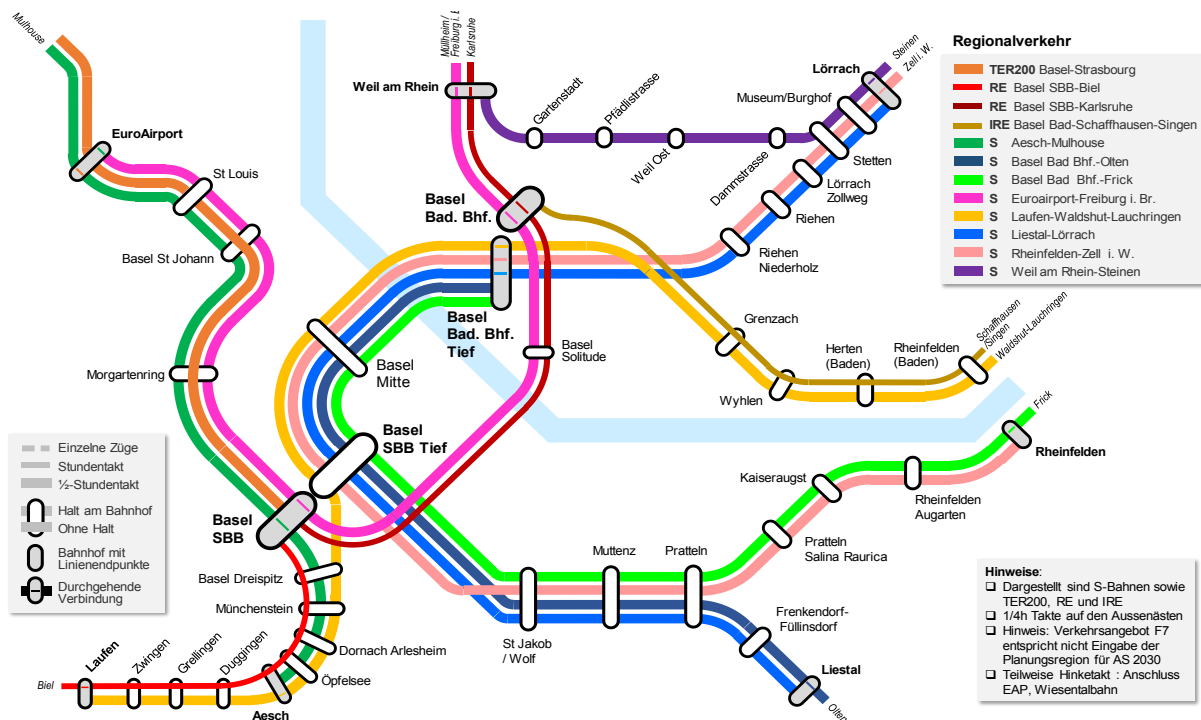 Mulhouse
EuroAirport
St Louis
Basel St Johann
Morgartenring
Müllheim/
Freiburg i. B
Karlsruhe
Weil am Rhein
Gartenstadt
Pfädlistrasse
Weil Ost
Dammstrasse
Museum/Burghof
Lörrach
Steinen
Zell i. W.
Stetten
Lörrach
Zollweg
Riehen
Riehen
Niederholz
Basel
Bad. Bhf.
Basel
Bad. Bhf.
Tief
Basel
Solitude
Basel
Mitte
Basel
SBB Tief
Basel
SBB
Grenzach
Wyhlen
Herten
(Baden)
Rheinfelden
(Baden)
Schaffhausen
/Singen
Waldshut-Lauchringen
Frick
Rheinfelden
Rheinfelden
Augarten
Kaiseraugst
Pratteln
Salina Raurica
Pratteln
Muttenz
St Jakob
/ Wolf
Frenkendorf-
Füllinsdorf
Liestal
Olten
Basel Dreispitz
Münchenstein
Dornach Arlesheim
Öpfelsee
Aesch
Duggingen
Grellingen
Zwingen
Laufen
Biel
Regionalverkehr
TER200 Basel-Strasbourg
RE Basel SBB-Biel
RE Basel SBB-Karlsruhe
IRE Basel Bad-Schaffhausen-Singen
S Aesch-Mulhouse
S Basel Bad Bhf.-Olten
S Basel Bad Bhf.-Frick
S Euroairport-Freiburg i. Br.
S Laufen-Waldshut-Lauchringen
S Liestal-Lörrach
S Rheinfelden-Zell i. W.
S Weil am Rhein-Steinen
Einzelne Züge
Stundentakt
½-Stundentakt
Halt am Bahnhof
Ohne Halt
Bahnhof mit
Linienendpunkte
Durchgehende
Verbindung
Hinweise:
❑ Dargestellt sind S-Bahnen sowie
TER200, RE und IRE
❑ 1/4h Takte auf den Aussenästen
❑ Hinweis: Verkehrsangebot F7
entspricht nicht Eingabe der
Planungsregion für AS 2030
❑ Teilweise Hinketakt : Anschluss
EAP, Wiesentalbahn